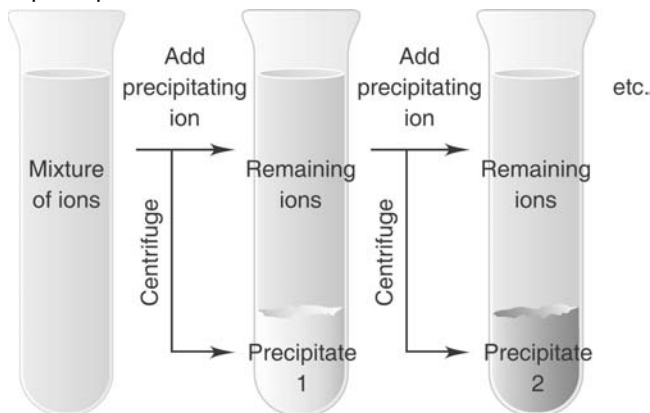 Add
precipitating
ion
Add
precipitating
ion
etc.
Mixture
of ions
Remaining
ions
Remaining
ions
Centrifuge
Centrifuge
Precipitate
1
Precipitate
2